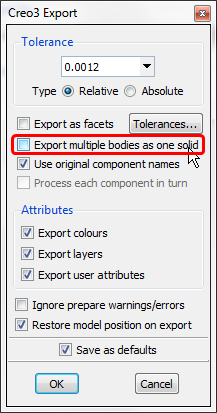 Creo3 Export
Tolerance
0.0012
Type Relative Absolute
Export as facets Tolerances...
Export multiple bodies as one solid
Use original component names
Process each component in turn
Attributes
Export colours
Export layers
Export user attributes
Ignore prepare warnings/errors
Restore model position on export
Save as defaults
OK Cancel